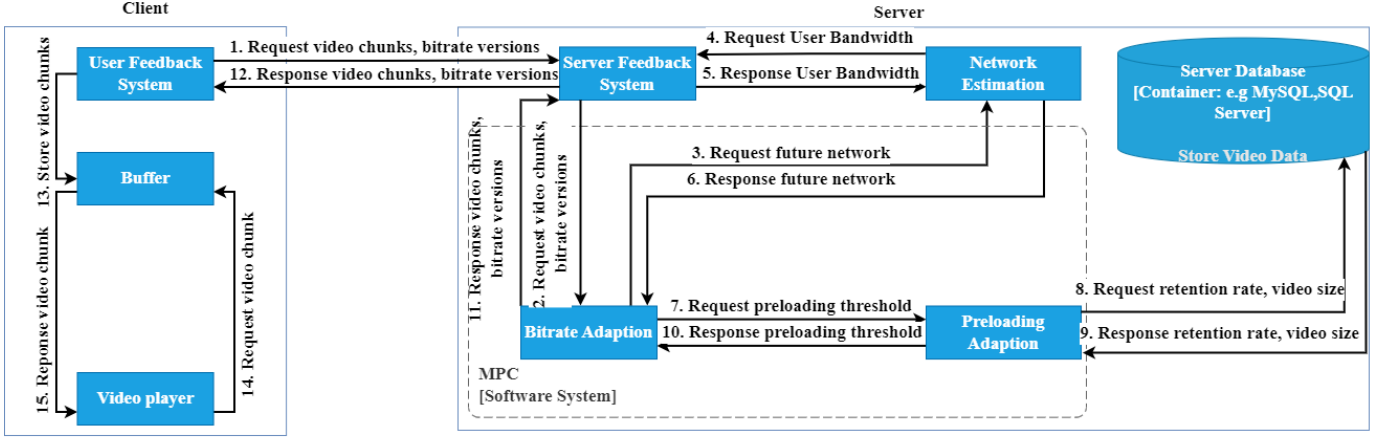 Client
Server
User Feedback
System
1. Request video chunks, bitrate versions
12. Response video chunks, bitrate versions
Server Feedback
System
4. Request User Bandwidth
5. Response User Bandwidth
Network
Estimation
Server Database
[Container: e.g MySQL,SQL
Server]
Store Video Data
13. Store video chunks
Buffer
15. Reponse video chunk
14. Request video chunk
Video player
11. Response video chunks,
bitrate versions
2. Request video chunks,
bitrate versions
3. Request future network
6. Response future network
Bitrate Adaption
7. Request preloading threshold
10. Response preloading threshold
Preloading
Adaption
8. Request retention rate, video size
9. Response retention rate, video size
MPC
[Software System]